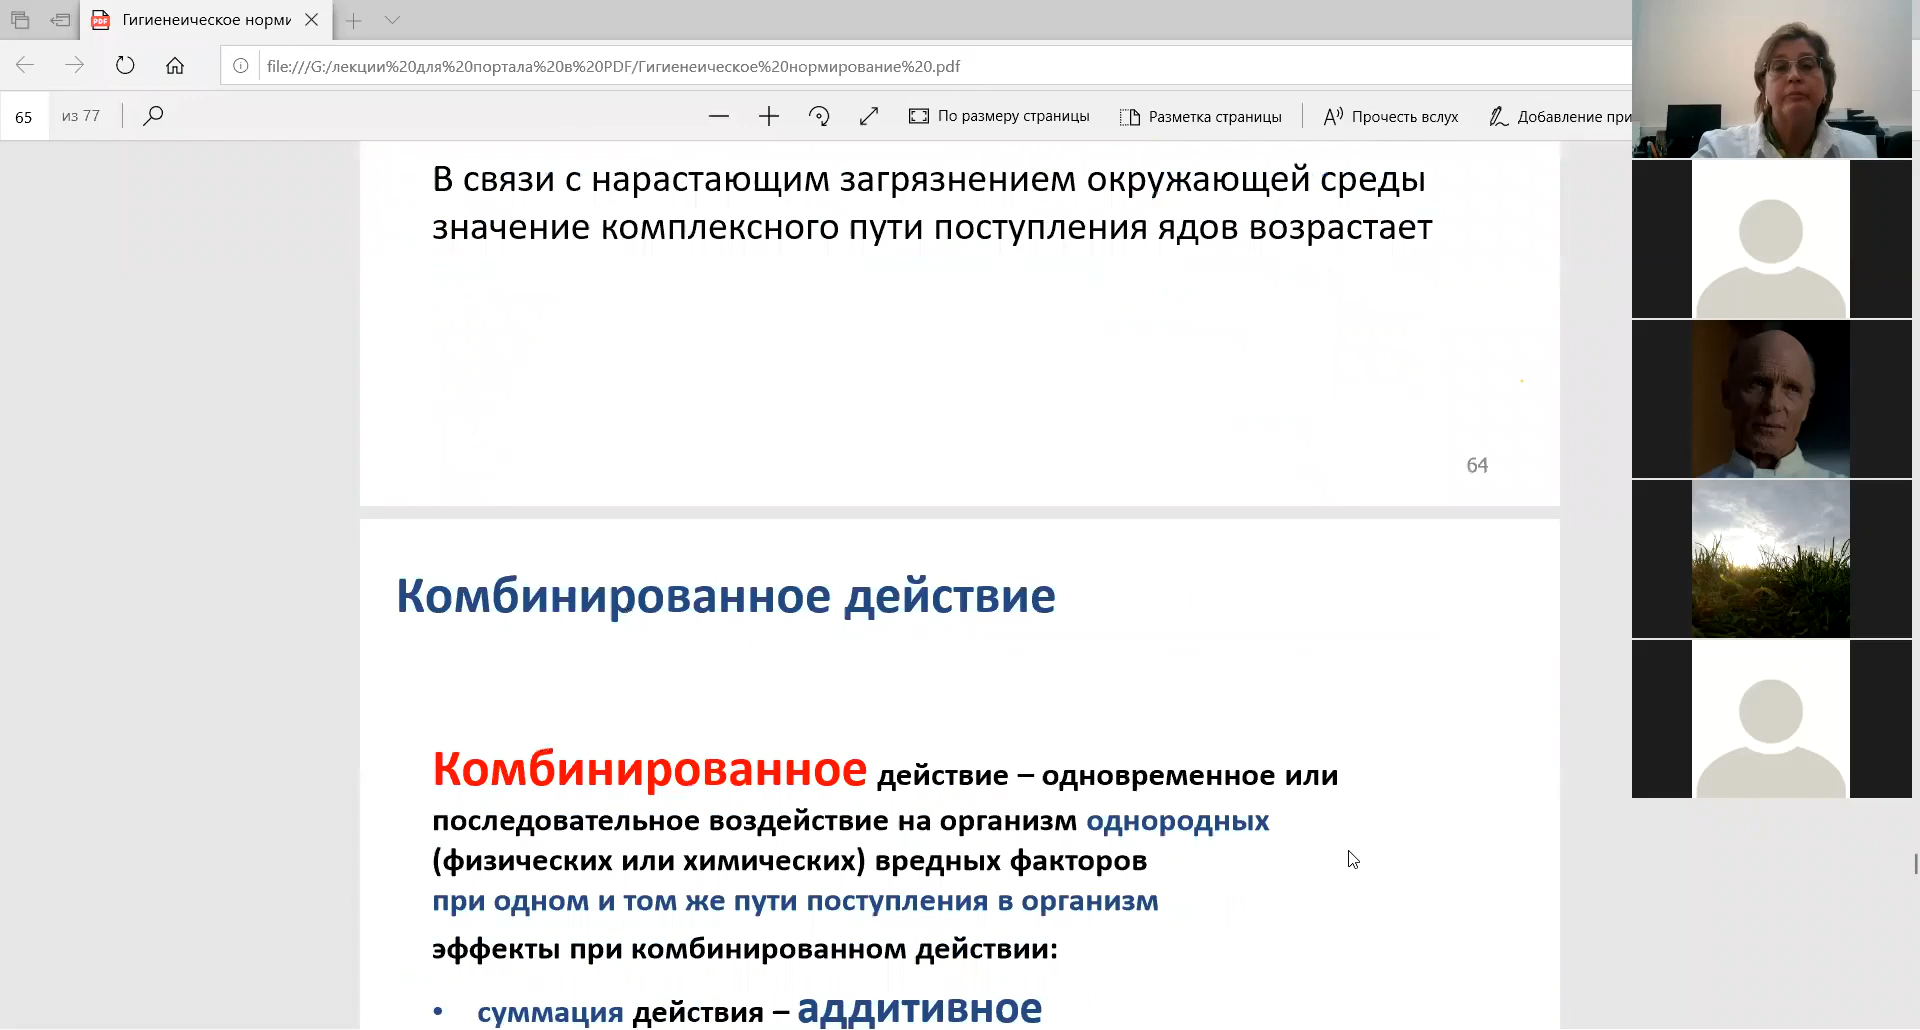 Гигиенеическое норми
file:///G:/лекции%20для%20портала%20в%20PDF/Гигиенеическое%20нормирование%20.pdf
65 из 77
По размеру страницы
Разметка страницы
Прочесть вслух
Добавление при
В связи с нарастающим загрязнением окружающей среды
значение комплексного пути поступления ядов возрастает
64
Комбинированное действие
Комбинированное действие – одновременное или
последовательное воздействие на организм однородных
(физических или химических) вредных факторов
при одном и том же пути поступления в организм
эффекты при комбинированном действии:
• суммация действия – аддитивное